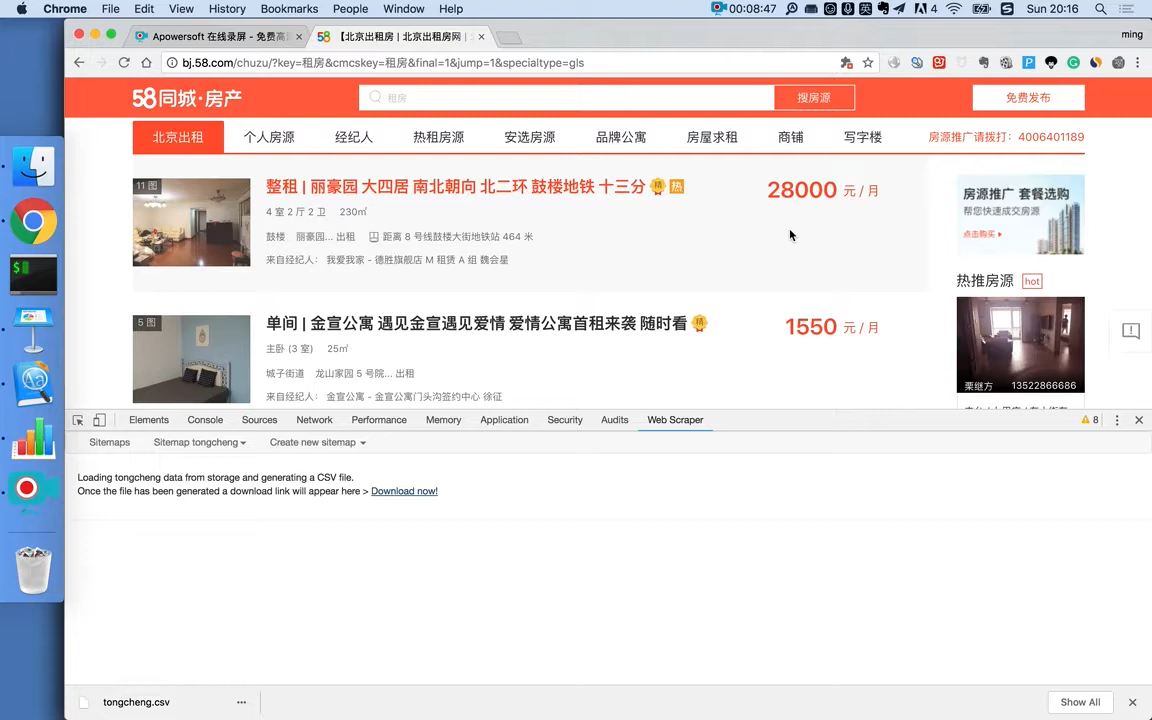 Chrome File Edit View History Bookmarks People Window Help 00:08:47 英 4 Sun 20:16
Apowersoft 在线录屏 - 免费高 【北京出租房 | 北京出租房网 | ming
bj.58.com/chuzu/?key=租房&cmcskey=租房&final=1&jump=1&specialtype=gls
58同城·房产 租房 搜房源 免费发布
北京出租 个人房源 经纪人 热租房源 安选房源 品牌公寓 房屋求租 商铺 写字楼 房源推广请拨打：4006401189
11 图
整租 | 丽豪园 大四居 南北朝向 北二环 鼓楼地铁 十三分 精 热
28000 元 / 月
4 室 2 厅 2 卫 230㎡
鼓楼 丽豪园... 出租 距离 8 号线鼓楼大街地铁站 464 米
来自经纪人： 我爱我家 - 德胜旗舰店 M 租赁 A 组 魏会星
房源推广 套餐选购
帮您快速成交房源
点击购买
热推房源 hot
5 图
单间 | 金宣公寓 遇见金宣遇见爱情 爱情公寓首租来袭 随时看 精
1550 元 / 月
主卧 (3 室) 25㎡
城子街道 龙山家园 5 号院... 出租
来自经纪人： 金宣公寓 - 金宣公寓门头沟签约中心 徐征
栗继方 13522866686
Elements Console Sources Network Performance Memory Application Security Audits Web Scraper 8
Sitemaps Sitemap tongcheng Create new sitemap
Loading tongcheng data from storage and generating a CSV file.
Once the file has been generated a download link will appear here > Download now!
tongcheng.csv Show All